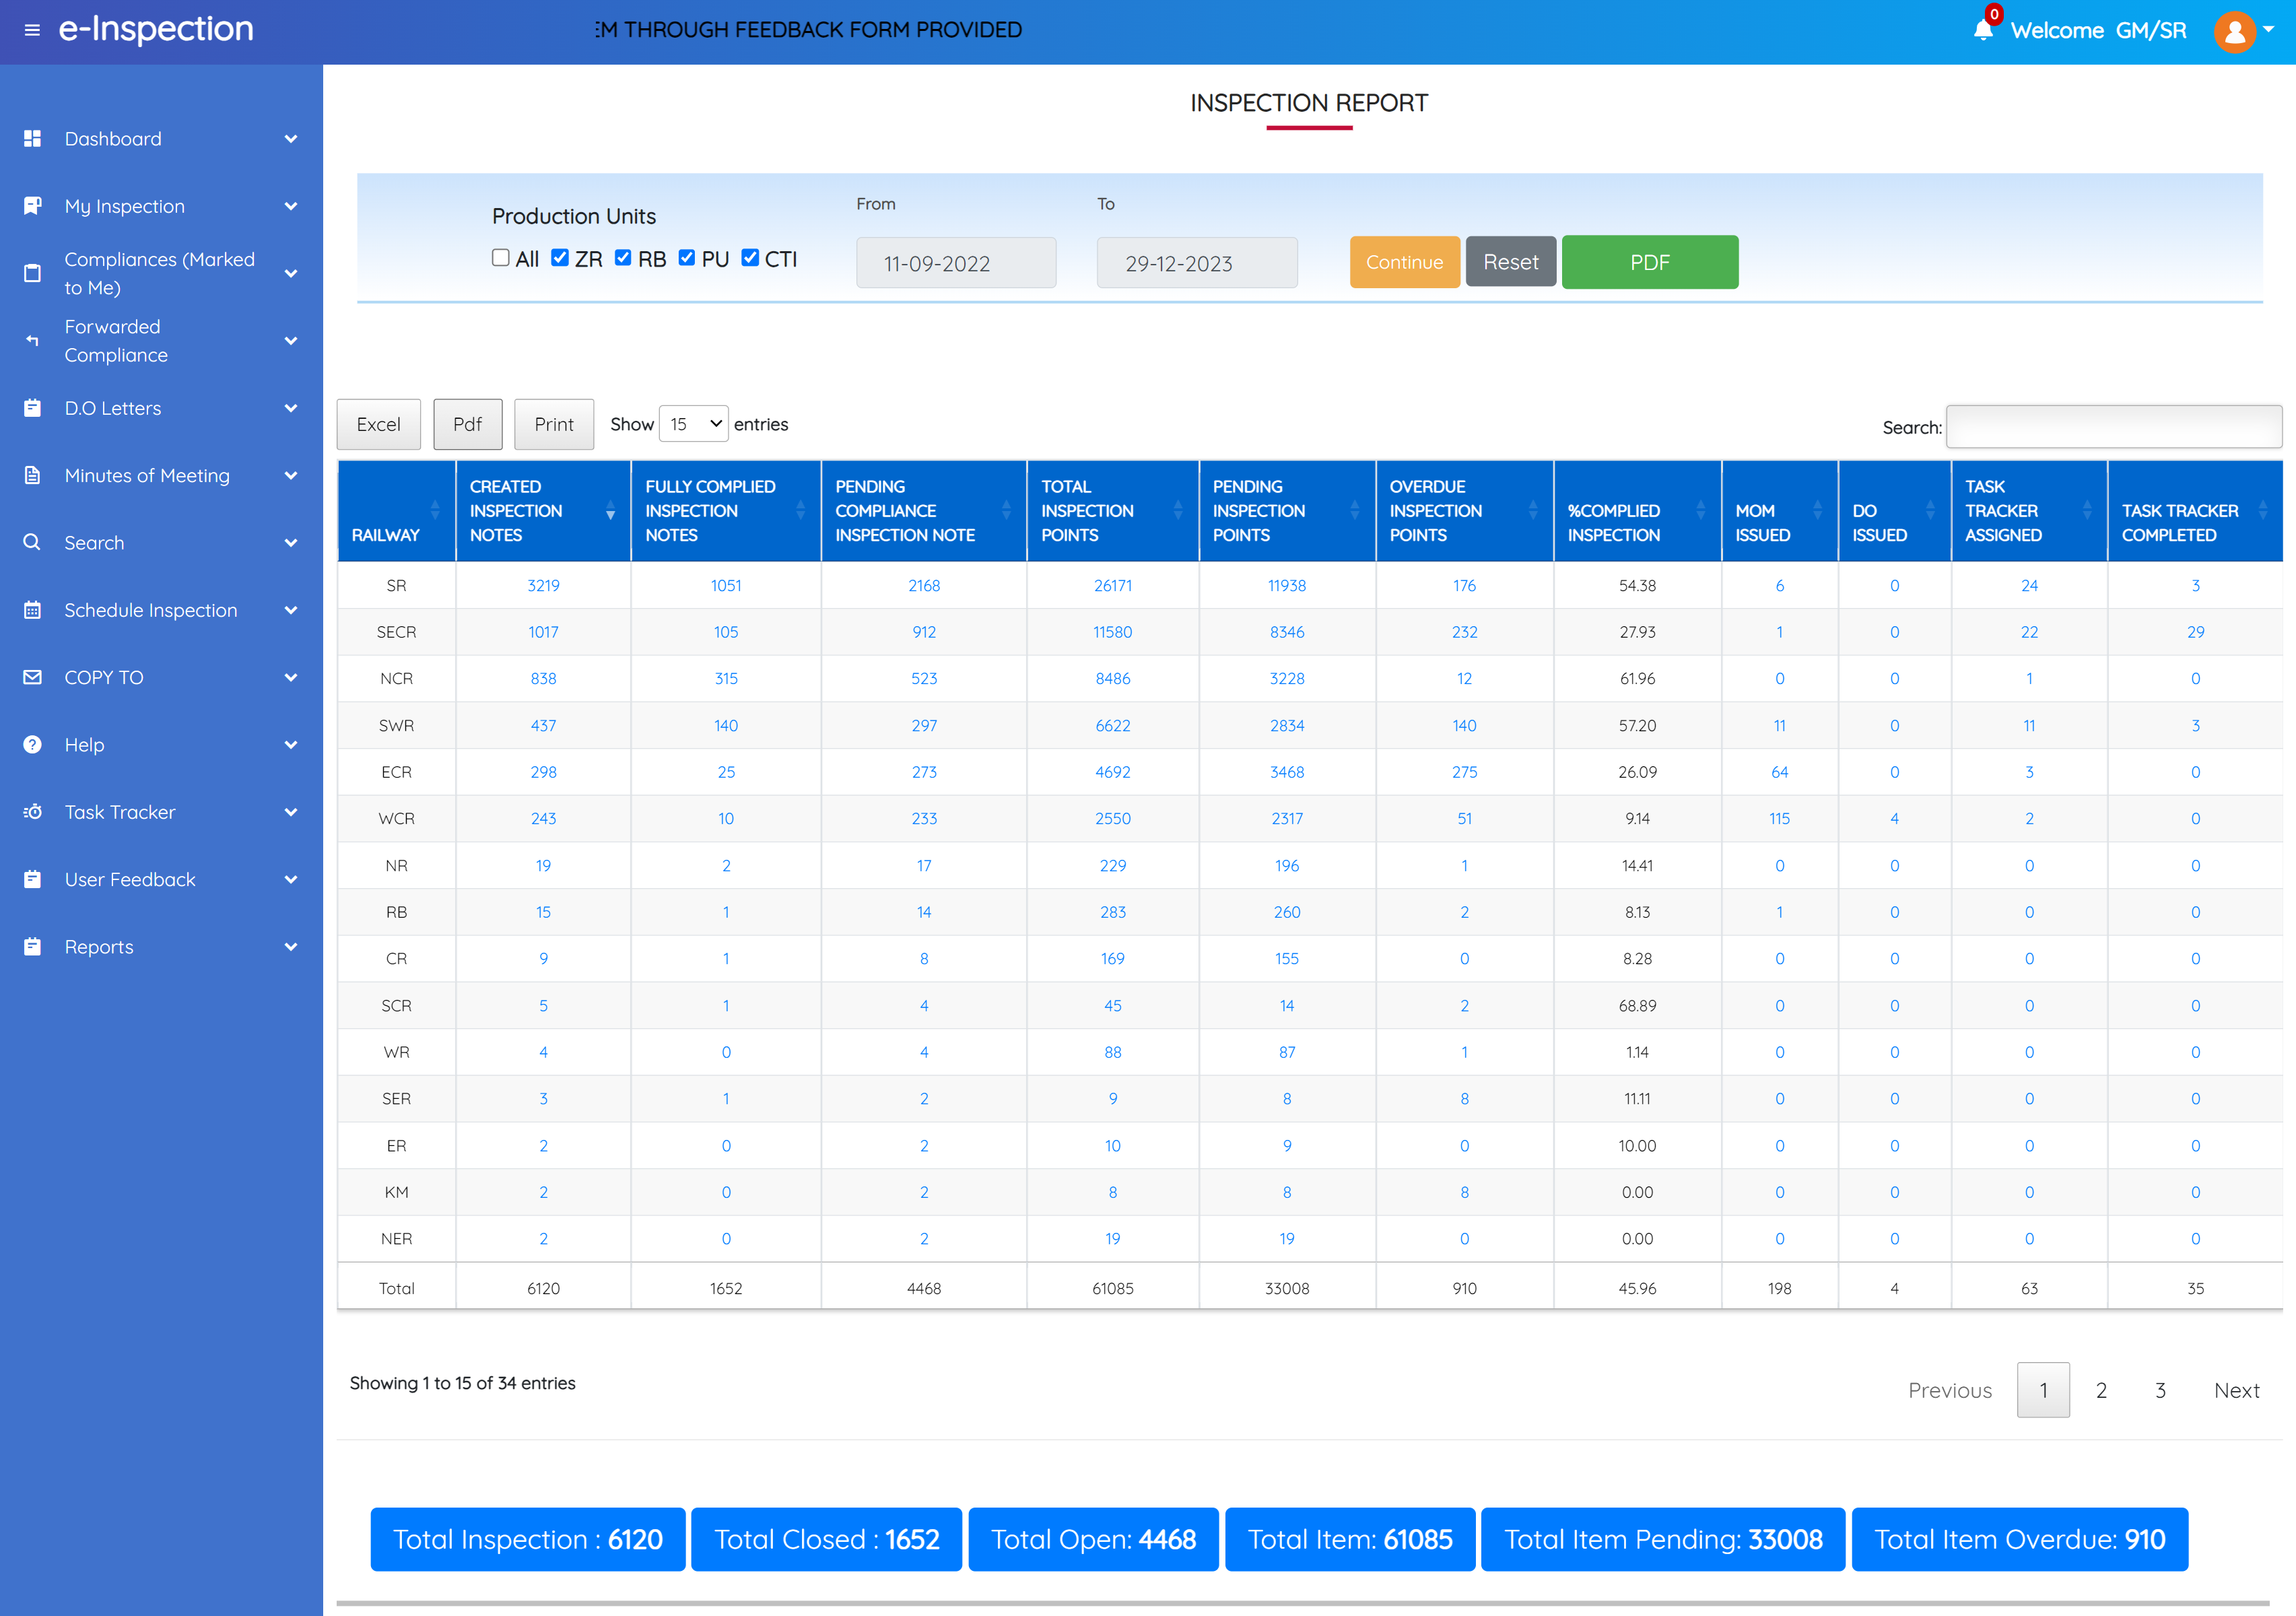 e-Inspection
EM THROUGH FEEDBACK FORM PROVIDED
0
Welcome GM/SR
Dashboard
My Inspection
Compliances (Marked
to Me)
Forwarded
Compliance
D.O Letters
Minutes of Meeting
Search
Schedule Inspection
COPY TO
Help
Task Tracker
User Feedback
Reports
INSPECTION REPORT
Production Units
All ZR RB PU CTI
From
11-09-2022
To
29-12-2023
Continue Reset PDF
Excel Pdf Print Show 15 entries
Search:
RAILWAY
CREATED
INSPECTION
NOTES
FULLY COMPLIED
INSPECTION
NOTES
PENDING
COMPLIANCE
INSPECTION NOTE
TOTAL
INSPECTION
POINTS
PENDING
INSPECTION
POINTS
OVERDUE
INSPECTION
POINTS
%COMPLIED
INSPECTION
MOM
ISSUED
DO
ISSUED
TASK
TRACKER
ASSIGNED
TASK TRACKER
COMPLETED
SR 3219 1051 2168 26171 11938 176 54.38 6 0 24 3
SECR 1017 105 912 11580 8346 232 27.93 1 0 22 29
NCR 838 315 523 8486 3228 12 61.96 0 0 1 0
SWR 437 140 297 6622 2834 140 57.20 11 0 11 3
ECR 298 25 273 4692 3468 275 26.09 64 0 3 0
WCR 243 10 233 2550 2317 51 9.14 115 4 2 0
NR 19 2 17 229 196 1 14.41 0 0 0 0
RB 15 1 14 283 260 2 8.13 1 0 0 0
CR 9 1 8 169 155 0 8.28 0 0 0 0
SCR 5 1 4 45 14 2 68.89 0 0 0 0
WR 4 0 4 88 87 1 1.14 0 0 0 0
SER 3 1 2 9 8 8 11.11 0 0 0 0
ER 2 0 2 10 9 0 10.00 0 0 0 0
KM 2 0 2 8 8 8 0.00 0 0 0 0
NER 2 0 2 19 19 0 0.00 0 0 0 0
Total 6120 1652 4468 61085 33008 910 45.96 198 4 63 35
Showing 1 to 15 of 34 entries
Previous 1 2 3 Next
Total Inspection : 6120
Total Closed : 1652
Total Open: 4468
Total Item: 61085
Total Item Pending: 33008
Total Item Overdue: 910